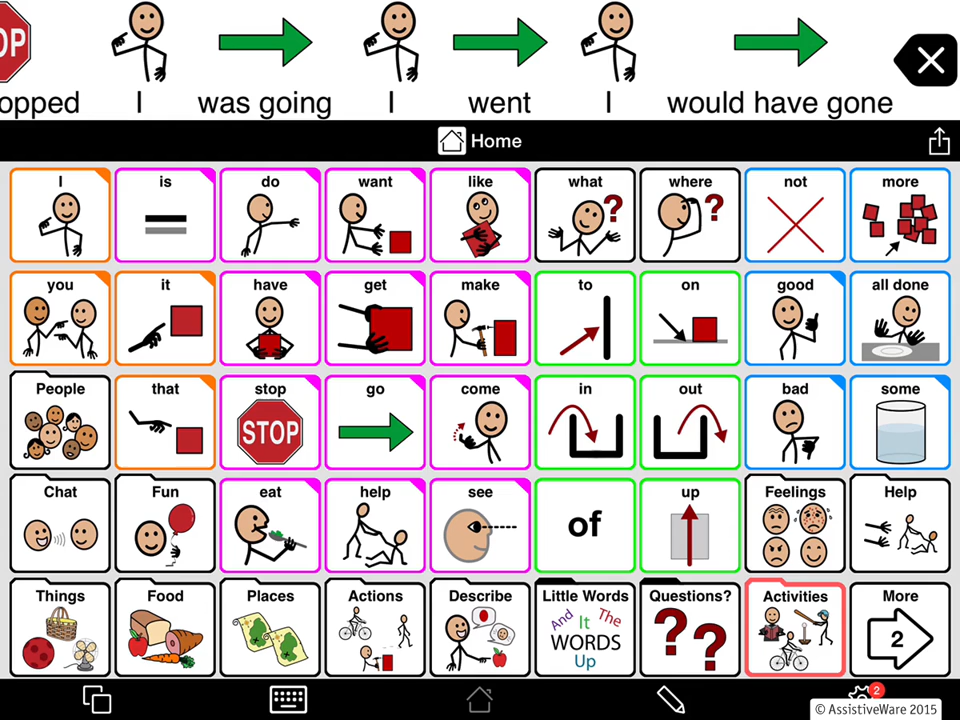 OP
opped I was going I went I would have gone
Home
I is do want like what where not more
you it have get make to on good all done
People that stop go come in out bad some
STOP
Chat Fun eat help see of up Feelings Help
Things Food Places Actions Describe Little Words Questions? Activities More
And It The
WORDS
Up
2
2
© AssistiveWare 2015